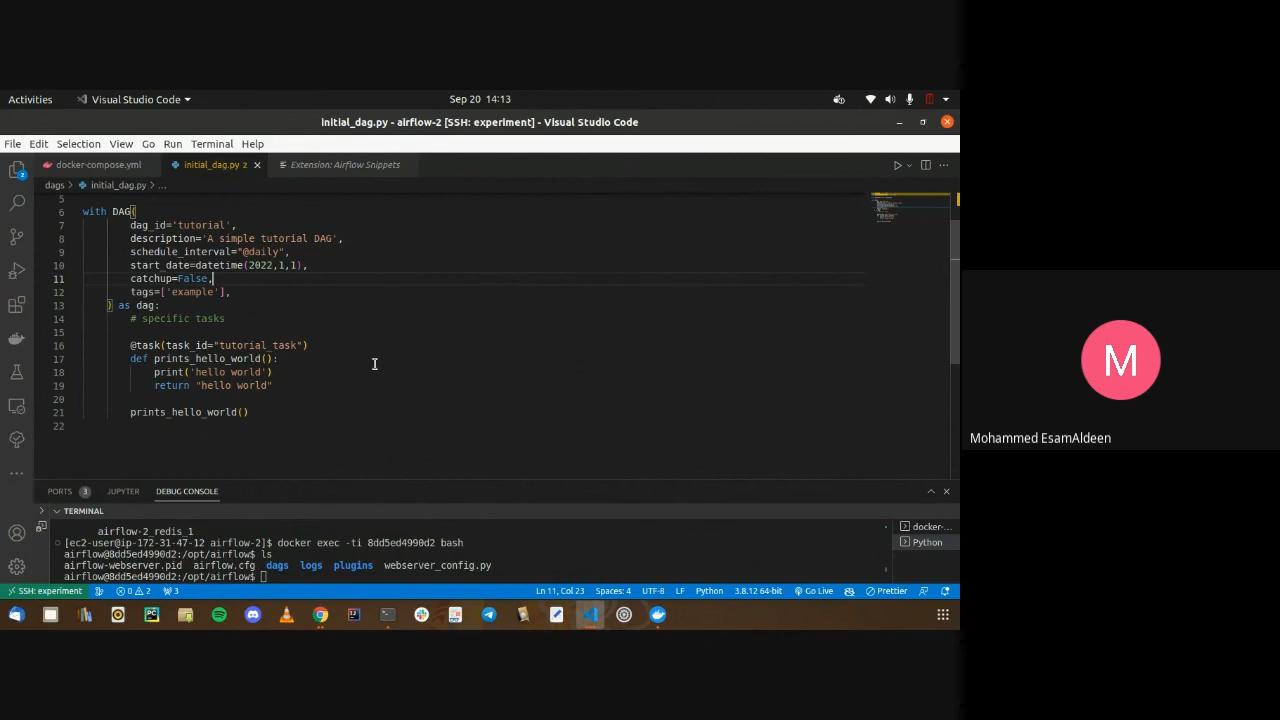 Activities
Visual Studio Code
Sep 20 14:13
initial_dag.py - airflow-2 [SSH: experiment] - Visual Studio Code
File Edit Selection View Go Run Terminal Help
docker-compose.yml
initial_dag.py 2
Extension: Airflow Snippets
dags > initial_dag.py > ...
5
6 with DAG(
7 dag_id='tutorial',
8 description='A simple tutorial DAG',
9 schedule_interval="@daily",
10 start_date=datetime(2022,1,1),
11 catchup=False,
12 tags=['example'],
13 ) as dag:
14 # specific tasks
15
16 @task(task_id="tutorial_task")
17 def prints_hello_world():
18 print('hello world')
19 return "hello world"
20
21 prints_hello_world()
22
2
PORTS 3 JUPYTER DEBUG CONSOLE
TERMINAL
airflow-2_redis_1
[ec2-user@ip-172-31-47-12 airflow-2]$ docker exec -ti 8dd5ed4990d2 bash
airflow@8dd5ed4990d2:/opt/airflow$ ls
airflow-webserver.pid airflow.cfg dags logs plugins webserver_config.py
airflow@8dd5ed4990d2:/opt/airflow$
docker-...
Python
SSH: experiment 0 2 3 Ln 11, Col 23 Spaces: 4 UTF-8 LF Python 3.8.12 64-bit Go Live Prettier
M
Mohammed EsamAldeen